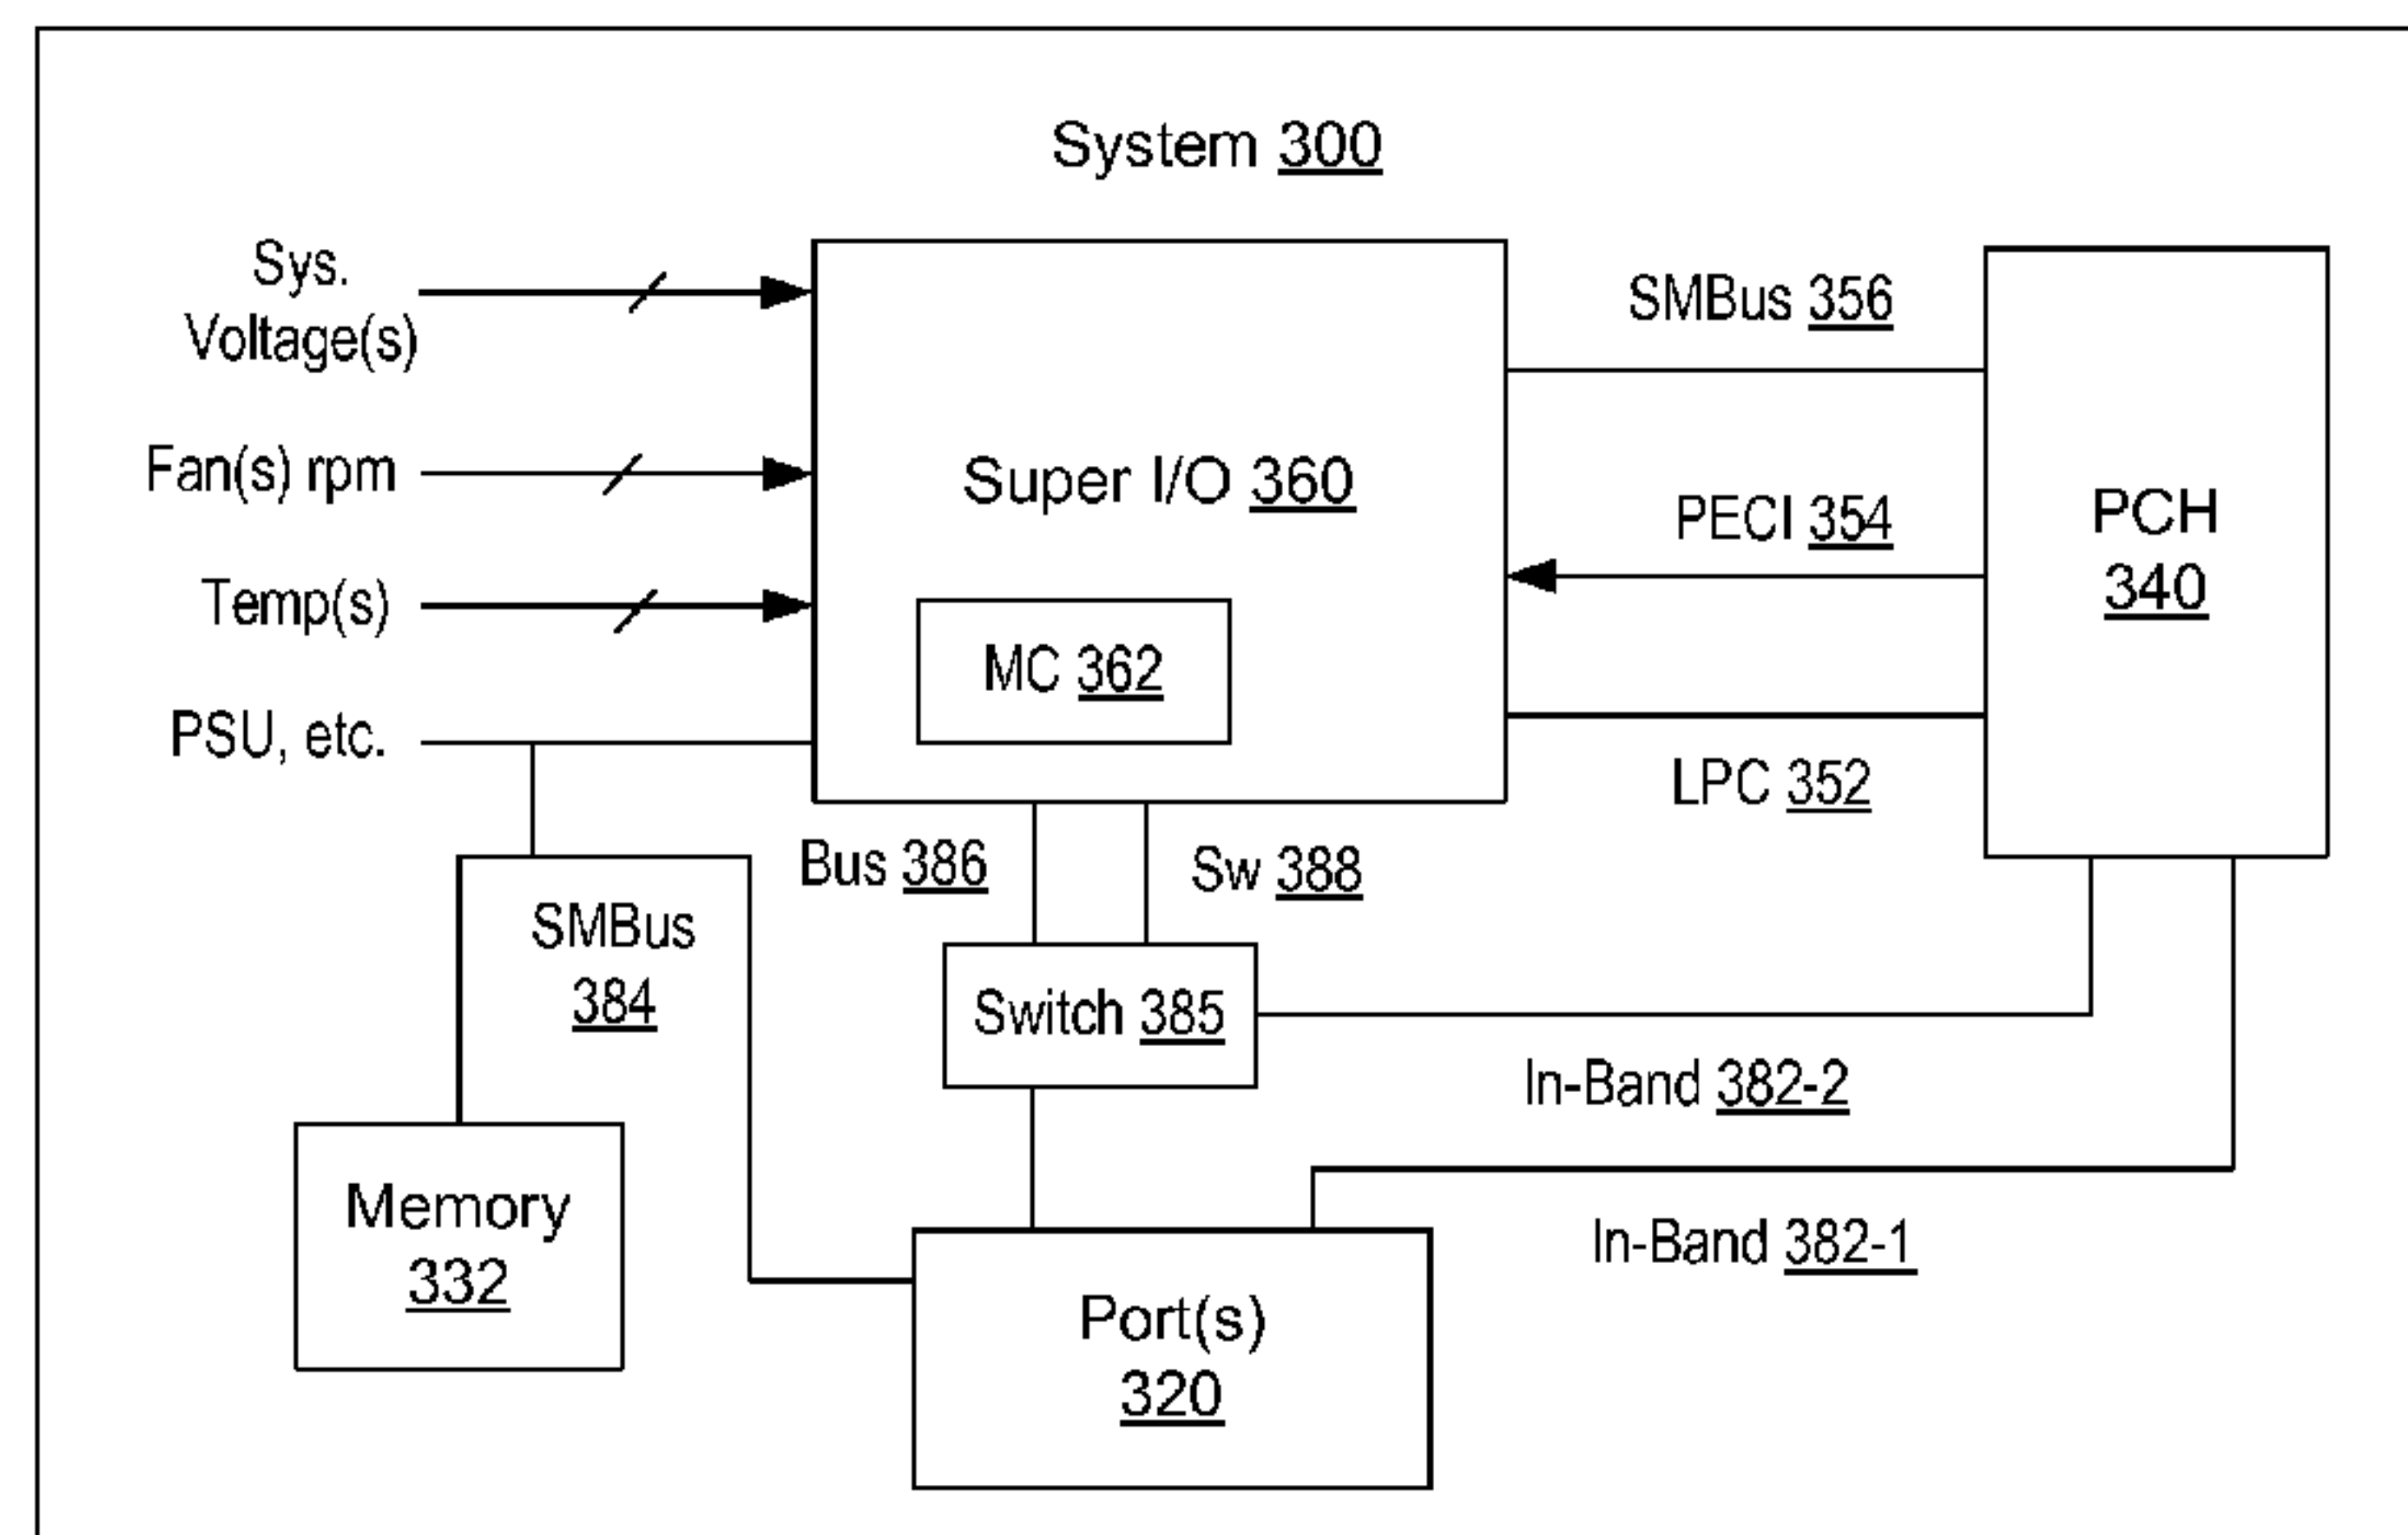 System 300
Sys.
Voltage(s)
Fan(s) rpm
Temp(s)
PSU, etc.
Super I/O 360
MC 362
SMBus 356
PECI 354
LPC 352
PCH
340
Bus 386
Sw 388
SMBus
384
Switch 385
In-Band 382-2
In-Band 382-1
Memory
332
Port(s)
320